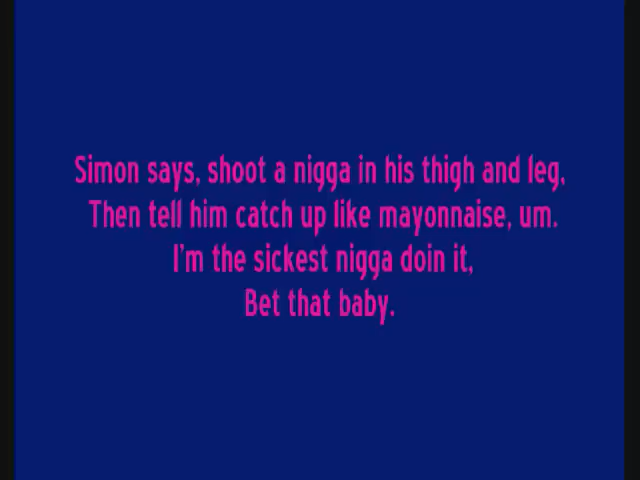 Simon says, shoot a nigga in his thigh and leg,
Then tell him catch up like mayonnaise, um.
I'm the sickest nigga doin it,
Bet that baby.